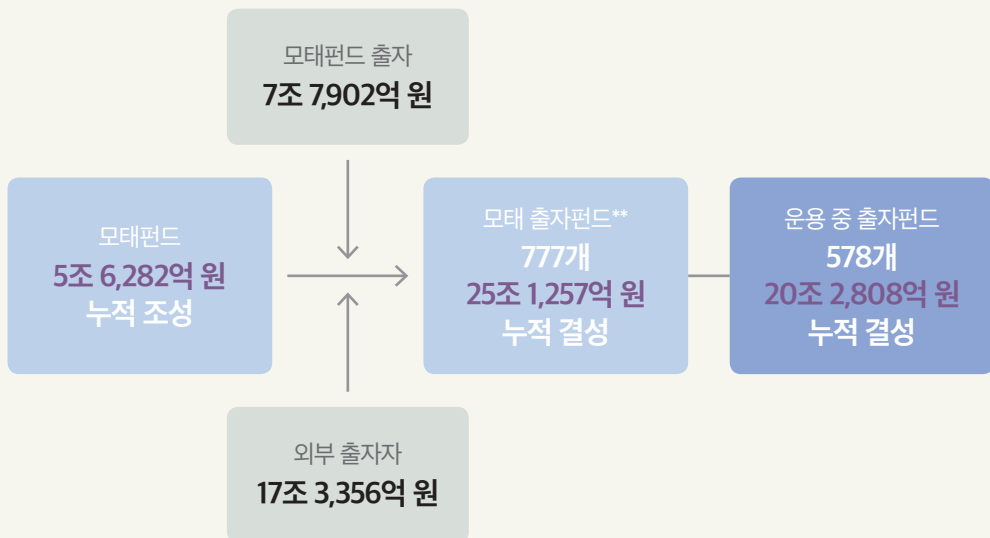 모태펀드 출자
7조 7,902억 원
모태펀드
5조 6,282억 원
누적 조성
모태 출자펀드**
777개
25조 1,257억 원
누적 결성
운용 중 출자펀드
578개
20조 2,808억 원
누적 결성
외부 출자자
17조 3,356억 원